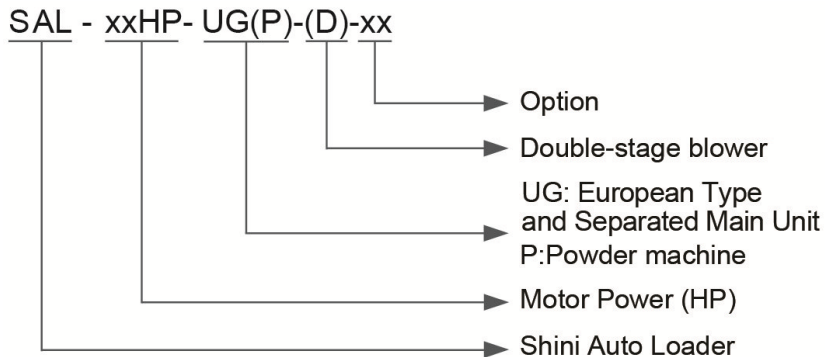 SAL - xxHP- UG(P)-(D)-xx
Option
Double-stage blower
UG: European Type
and Separated Main Unit
P:Powder machine
Motor Power (HP)
Shini Auto Loader